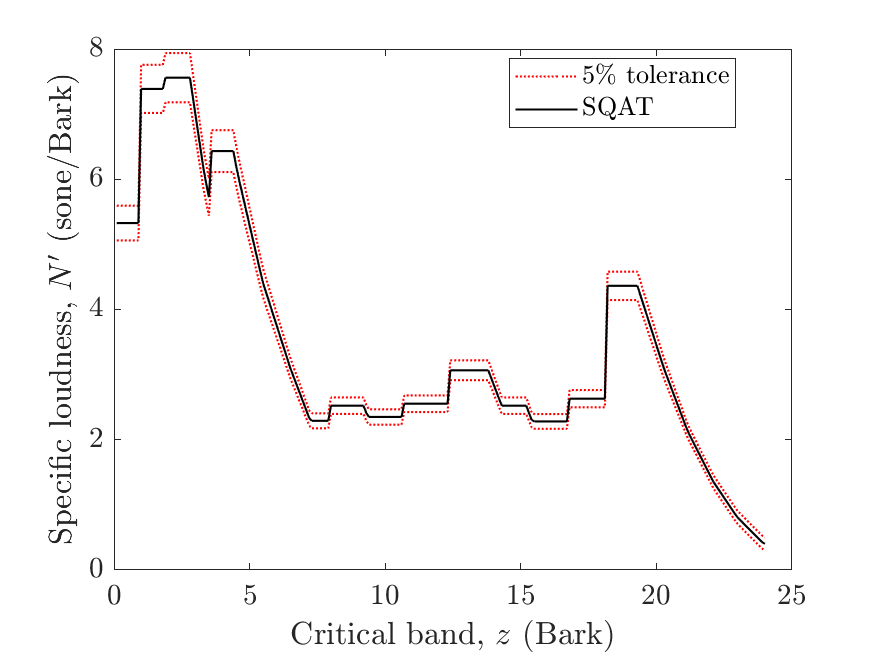 8
6
4
2
0
0 5 10 15 20 25
Specific loudness, N′ (sone/Bark)
Critical band, z (Bark)
5% tolerance
SQAT